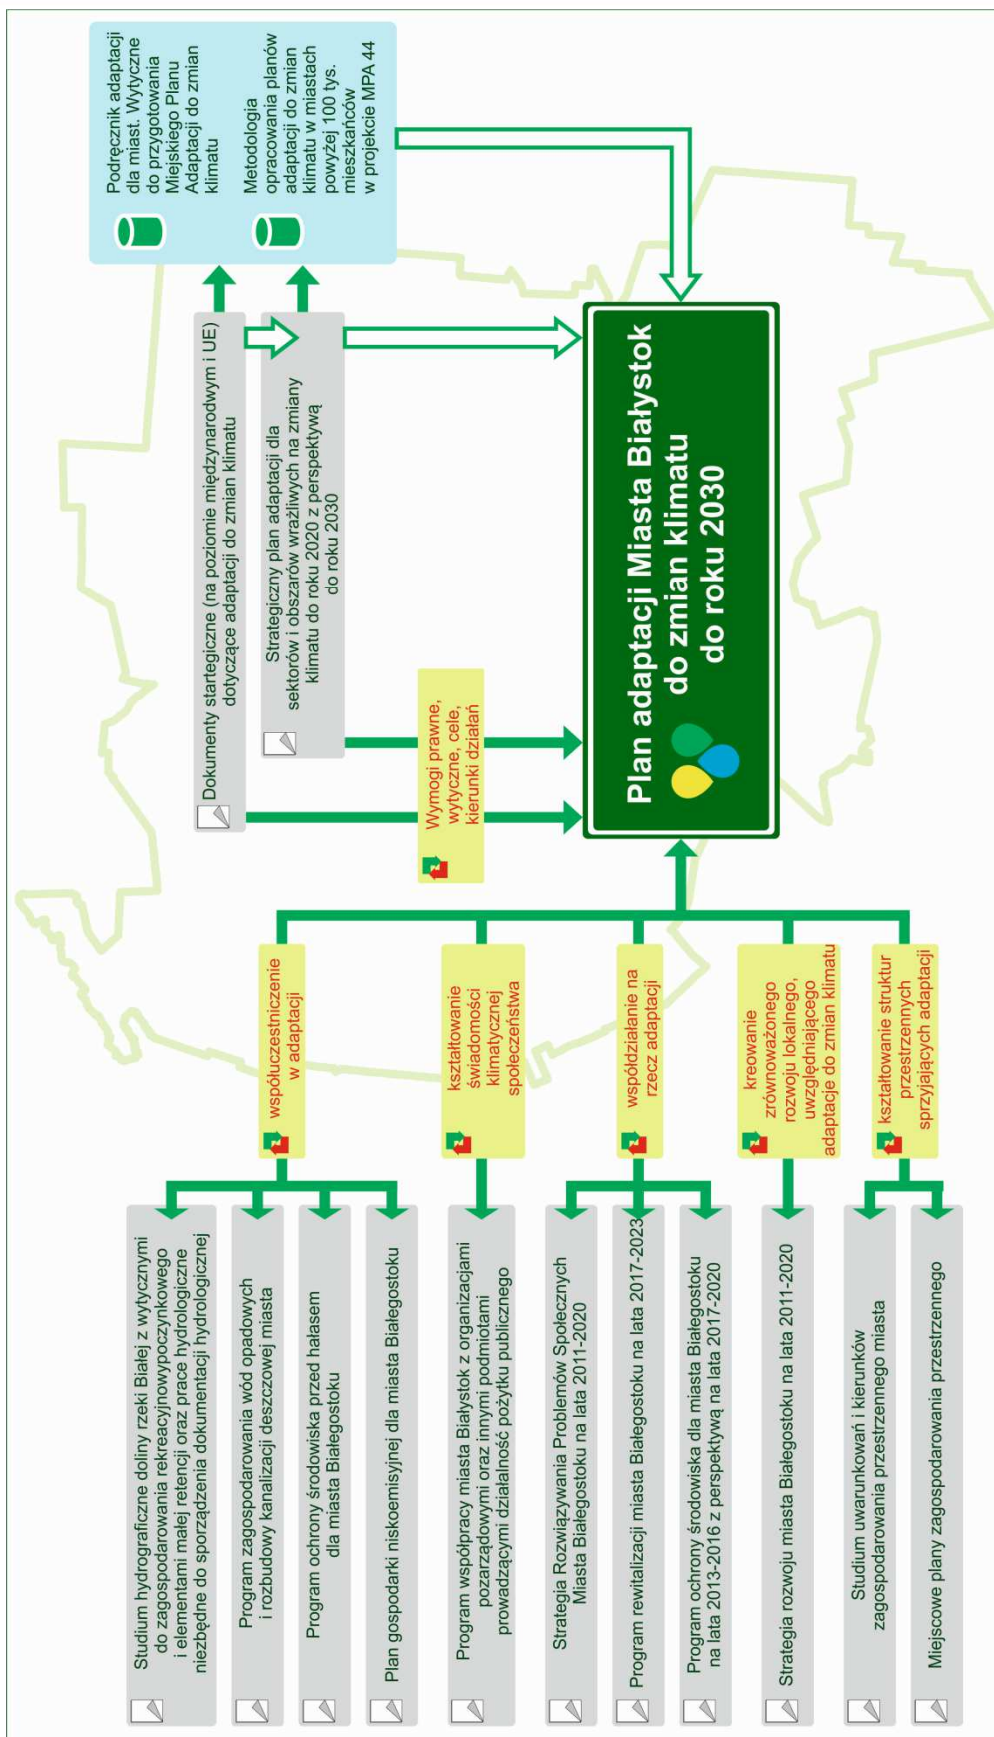 Dokumenty startegiczne (na poziomie międzynarodowym i UE)
dotyczące adaptacji do zmian klimatu
Strategiczny plan adaptacji dla
sektorów i obszarów wrażliwych na zmiany
klimatu do roku 2020 z perspektywą
do roku 2030
Podręcznik adaptacji
dla miast. Wytyczne
do przygotowania
Miejskiego Planu
Adaptacji do zmian
klimatu
Metodologia
opracowania planów
adaptacji do zmian
klimatu w miastach
powyżej 100 tys.
mieszkańców
w projekcie MPA 44
Wymogi prawne,
wytyczne, cele,
kierunki działań
Plan adaptacji Miasta Białystok
do zmian klimatu
do roku 2030
współuczestniczenie
w adaptacji
kształtowanie
świadomości
klimatycznej
społeczeństwa
współdziałanie na
rzecz adaptacji
kreowanie
zrównoważonego
rozwoju lokalnego,
uwzględniającego
adaptacje do zmian klimatu
kształtowanie struktur
przestrzennych
sprzyjających adaptacji
Studium hydrograficzne doliny rzeki Białej z wytycznymi
do zagospodarowania rekreacyjnowypoczynkowego
i elementami małej retencji oraz prace hydrologiczne
niezbędne do sporządzenia dokumentacji hydrologicznej
Program zagospodarowania wód opadowych
i rozbudowy kanalizacji deszczowej miasta
Program ochrony środowiska przed hałasem
dla miasta Białegostoku
Plan gospodarki niskoemisyjnej dla miasta Białegostoku
Program współpracy miasta Białystok z organizacjami
pozarządowymi oraz innymi podmiotami
prowadzącymi działalność pożytku publicznego
Strategia Rozwiązywania Problemów Społecznych
Miasta Białegostoku na lata 2011-2020
Program rewitalizacji miasta Białegostoku na lata 2017-2023
Program ochrony środowiska dla miasta Białegostoku
na lata 2013-2016 z perspektywą na lata 2017-2020
Strategia rozwoju miasta Białegostoku na lata 2011-2020
Studium uwarunkowań i kierunków
zagospodarowania przestrzennego miasta
Miejscowe plany zagospodarowania przestrzennego